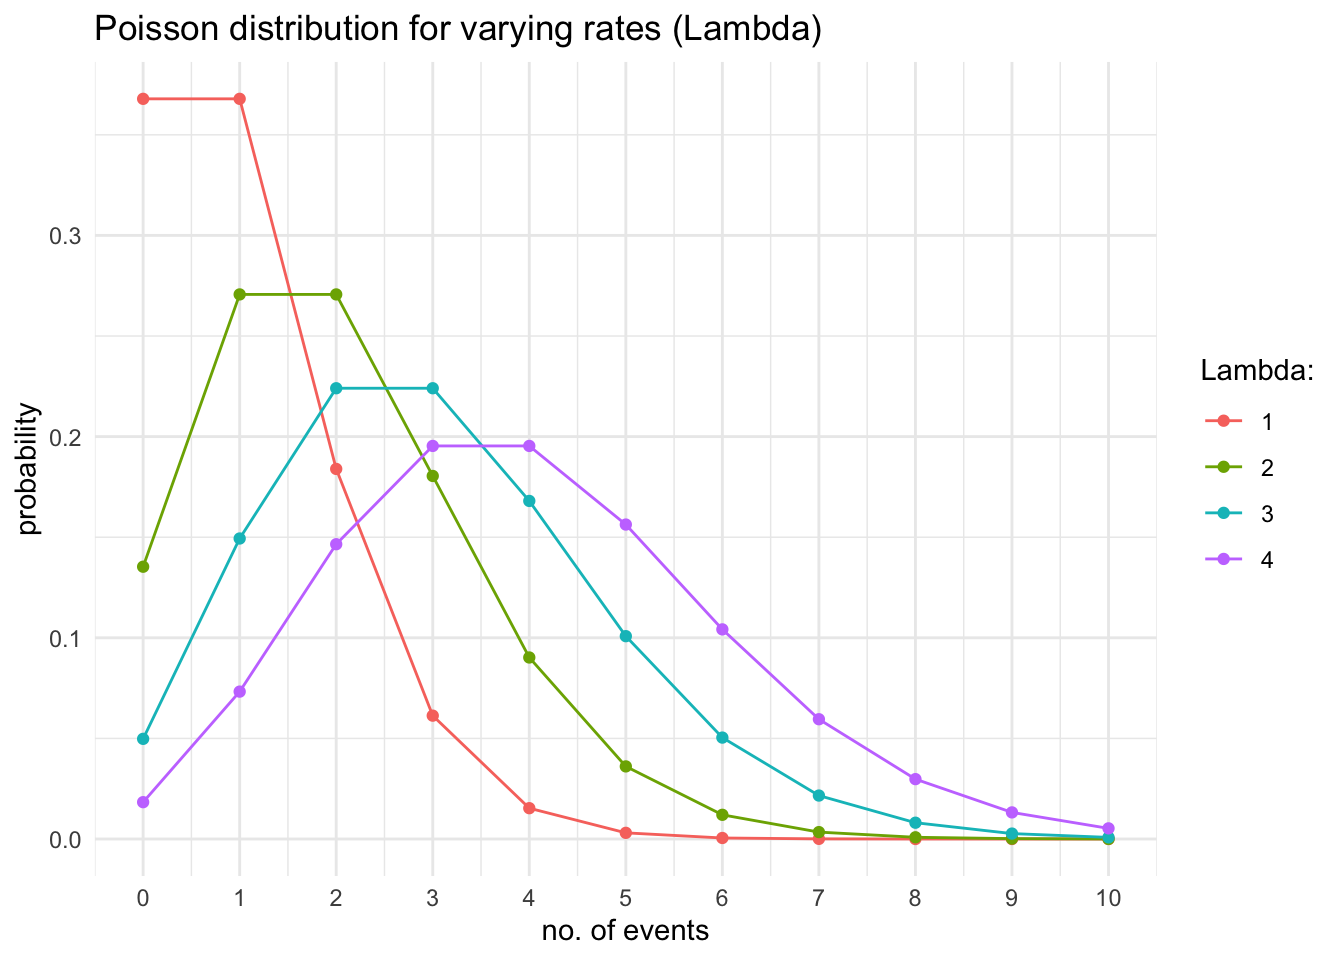 Poisson distribution for varying rates (Lambda)
probability
0.3
0.2
0.1
0.0
0 1 2 3 4 5 6 7 8 9 10
no. of events
Lambda:
1
2
3
4